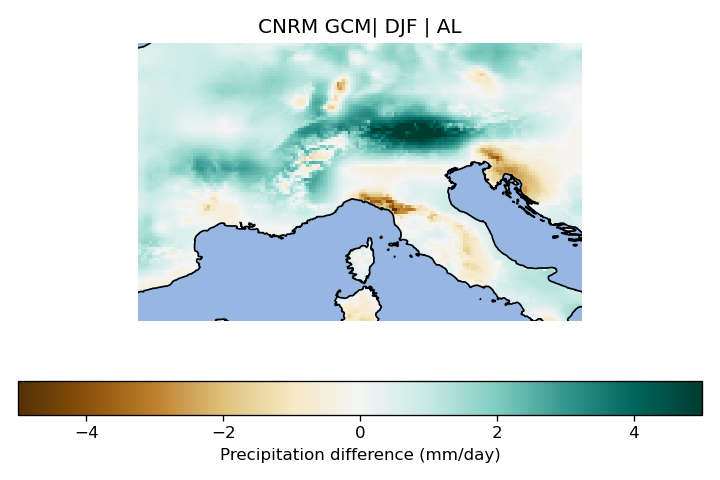 CNRM GCM| DJF | AL
−4 −2 0 2 4
Precipitation difference (mm/day)